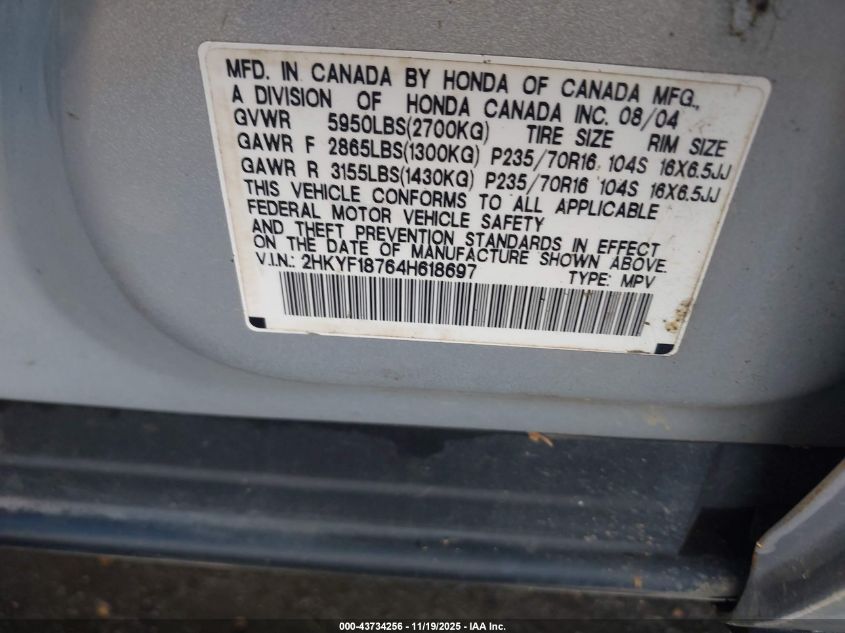 MFD. IN CANADA BY HONDA OF CANADA MFG.,
A DIVISION OF HONDA CANADA INC. 08/04
GVWR 5950LBS(2700KG) TIRE SIZE RIM SIZE
GAWR F 2865LBS(1300KG) P235/70R16 104S 16X6.5JJ
GAWR R 3155LBS(1430KG) P235/70R16 104S 16X6.5JJ
THIS VEHICLE CONFORMS TO ALL APPLICABLE
FEDERAL MOTOR VEHICLE SAFETY
AND THEFT PREVENTION STANDARDS IN EFFECT
ON THE DATE OF MANUFACTURE SHOWN ABOVE.
V.I.N.: 2HKYF18764H618697 TYPE: MPV
000-43734256 - 11/19/2025 - IAA Inc.